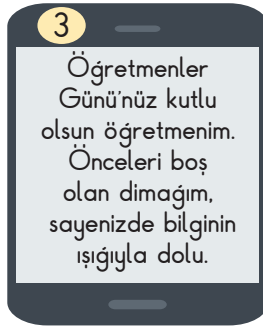 3
Öğretmenler
Günü'nüz kutlu
olsun öğretmenim.
Önceleri boş
olan dimağım,
sayenizde bilginin
ışığıyla dolu.